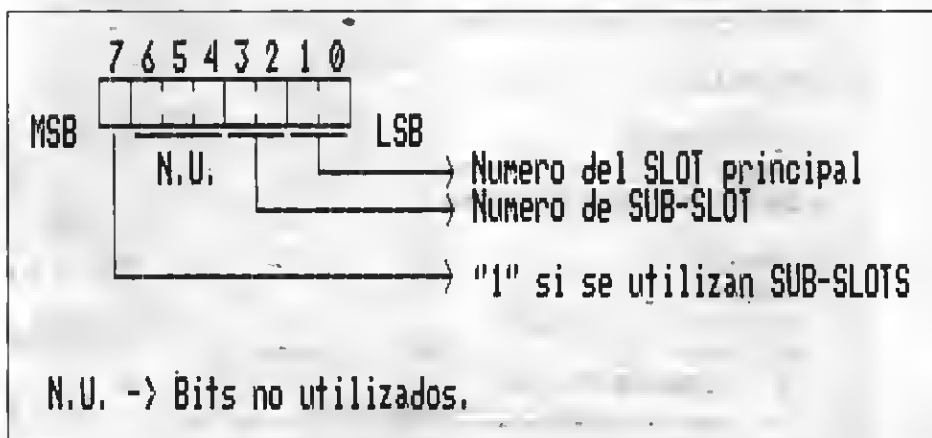 7 6 5 4 3 2 1 0
MSB LSB
N.U.
Numero del SLOT principal
Numero de SUB-SLOT
"1" si se utilizan SUB-SLOTS
N.U. -> Bits no utilizados.